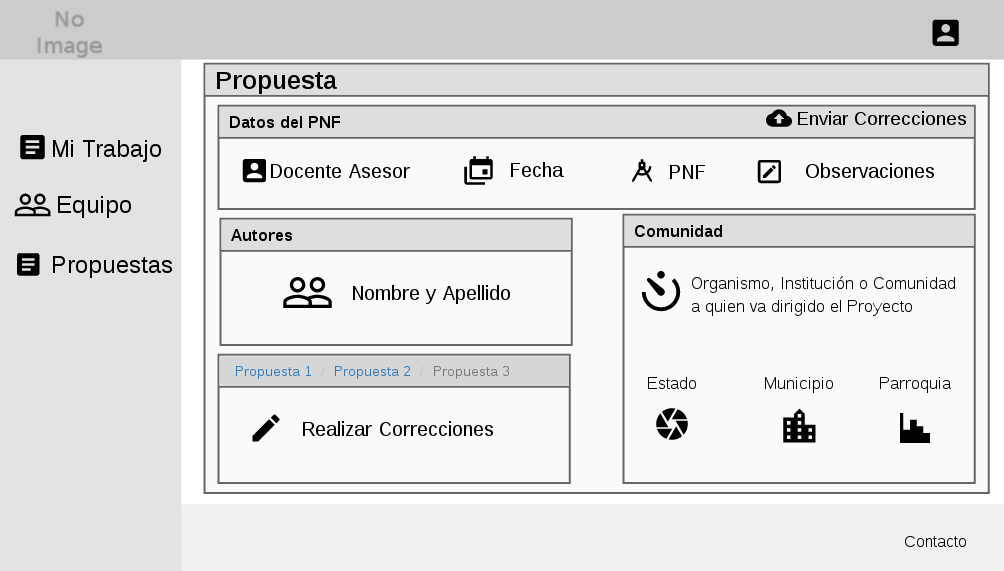 No
Image
Mi Trabajo
Equipo
Propuestas
Propuesta
Datos del PNF
Enviar Correcciones
Docente Asesor
Fecha
PNF
Observaciones
Autores
Nombre y Apellido
Propuesta 1 / Propuesta 2 / Propuesta 3
Realizar Correcciones
Comunidad
Organismo, Institución o Comunidad
a quien va dirigido el Proyecto
Estado
Municipio
Parroquia
Contacto